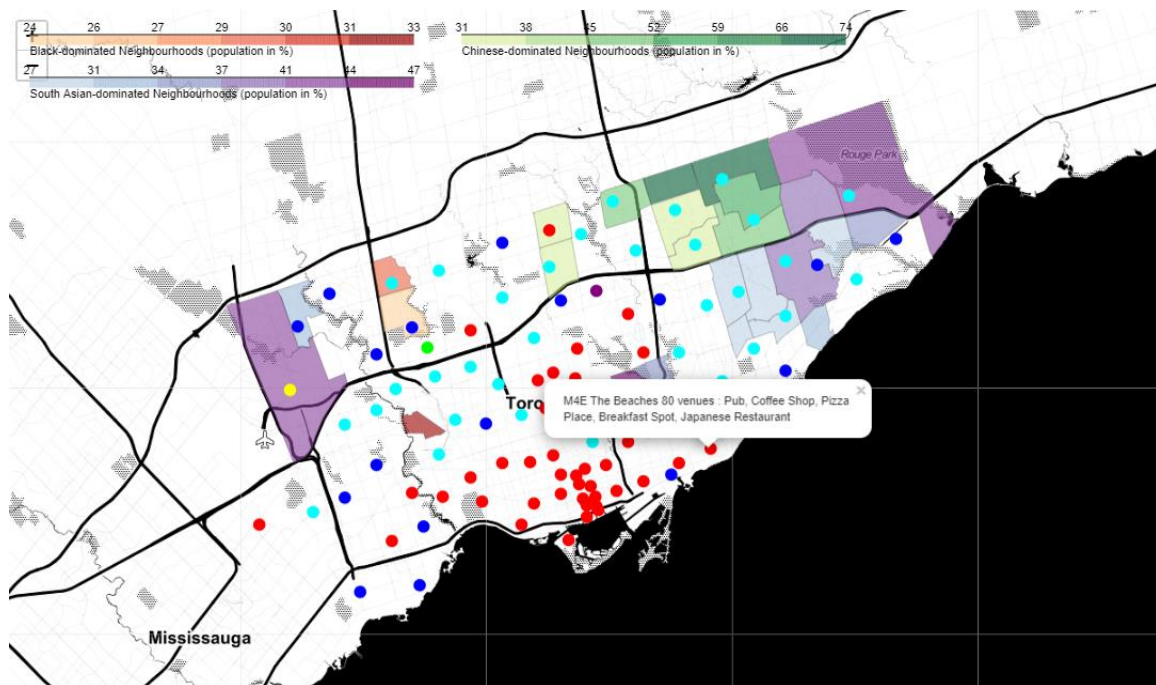 24 26 27 29 30 31 33
Black-dominated Neighbourhoods (population in %)
31 38 45 52 59 66 74
Chinese-dominated Neighbourhoods (population in %)
27 31 34 37 41 44 47
South Asian-dominated Neighbourhoods (population in %)
Rouge Park
Toro
M4E The Beaches 80 venues : Pub, Coffee Shop, Pizza
Place, Breakfast Spot, Japanese Restaurant
×
Mississauga